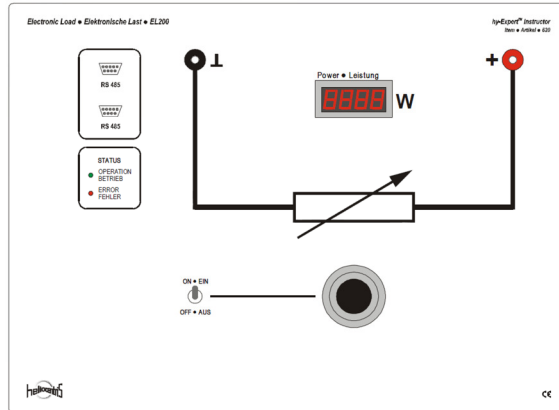 Electronic Load ● Elektronische Last ● EL200
hy-Expert™ Instructor
Item ● Artikel ● 620
RS 485
RS 485
STATUS
OPERATION
BETRIEB
ERROR
FEHLER
⊥
+
Power ● Leistung
8888 W
ON ● EIN
OFF ● AUS
heliocentris
CE